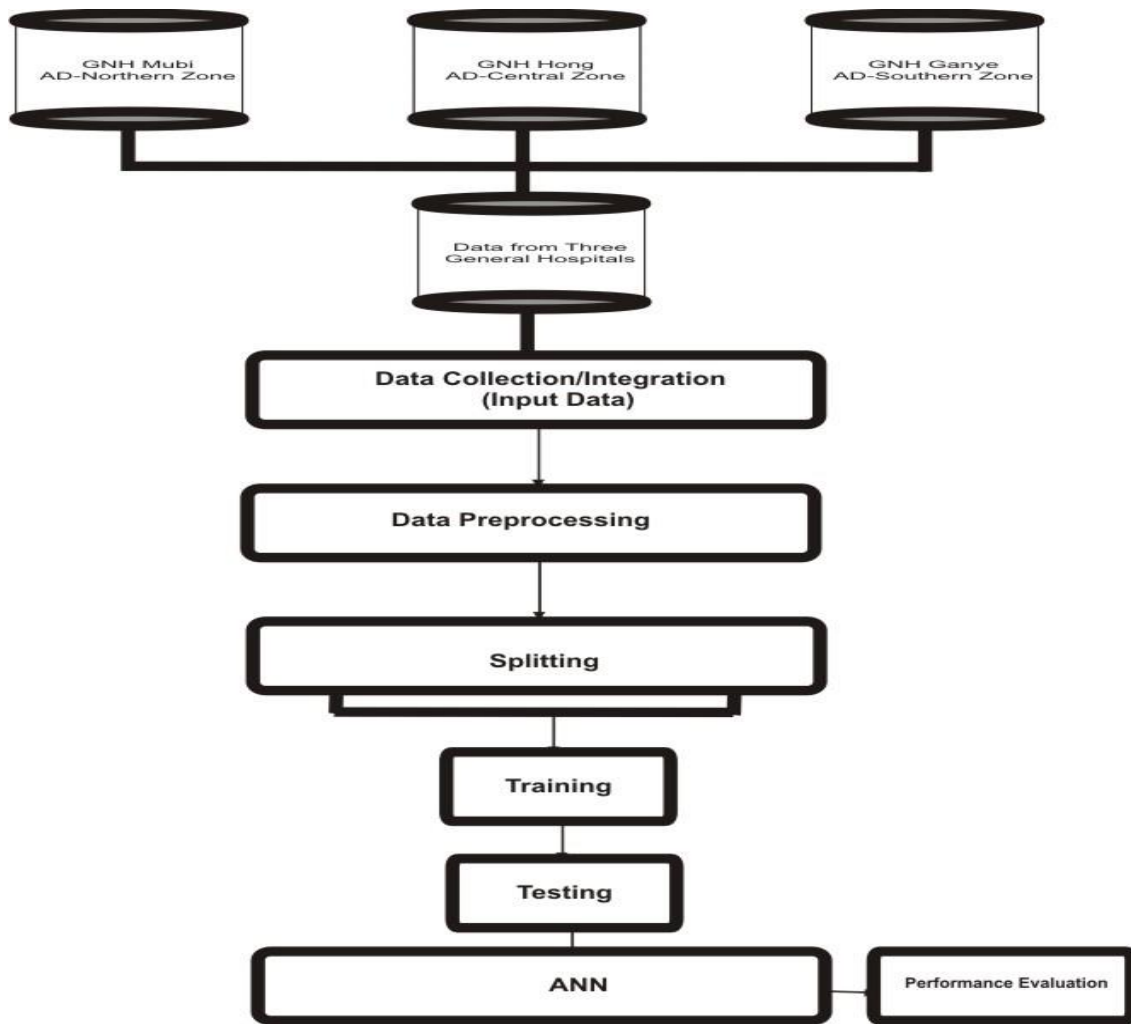 GNH Mubi
AD-Northern Zone
GNH Hong
AD-Central Zone
GNH Ganye
AD-Southern Zone
Data from Three
General Hospitals
Data Collection/Integration
(Input Data)
Data Preprocessing
Splitting
Training
Testing
ANN
Performance Evaluation